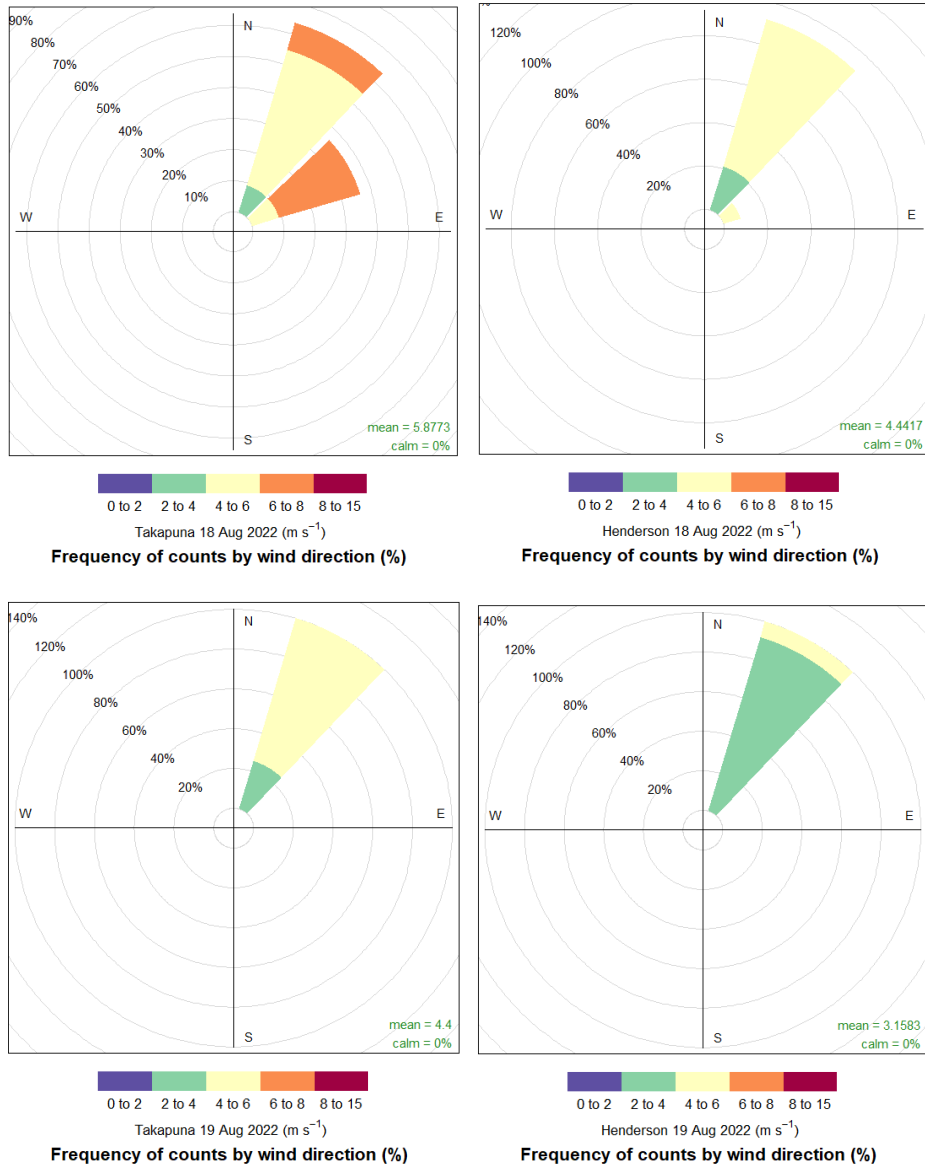 90%
80%
70%
60%
50%
40%
30%
20%
10%
N
W
E
S
mean = 5.8773
calm = 0%
0 to 2 2 to 4 4 to 6 6 to 8 8 to 15
Takapuna 18 Aug 2022 (m s⁻¹)
Frequency of counts by wind direction (%)
120%
100%
80%
60%
40%
20%
N
W
E
S
mean = 4.4417
calm = 0%
0 to 2 2 to 4 4 to 6 6 to 8 8 to 15
Henderson 18 Aug 2022 (m s⁻¹)
Frequency of counts by wind direction (%)
140%
120%
100%
80%
60%
40%
20%
N
W
E
S
mean = 4.4
calm = 0%
0 to 2 2 to 4 4 to 6 6 to 8 8 to 15
Takapuna 19 Aug 2022 (m s⁻¹)
Frequency of counts by wind direction (%)
140%
120%
100%
80%
60%
40%
20%
N
W
E
S
mean = 3.1583
calm = 0%
0 to 2 2 to 4 4 to 6 6 to 8 8 to 15
Henderson 19 Aug 2022 (m s⁻¹)
Frequency of counts by wind direction (%)